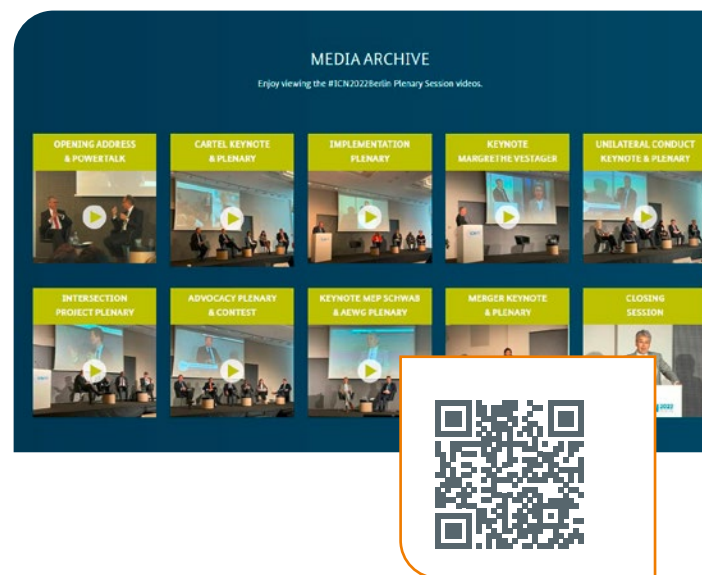 MEDIA ARCHIVE
Enjoy viewing the #ICN2022Berlin Plenary Session videos.
OPENING ADDRESS
& POWERTALK
CARTEL KEYNOTE
& PLENARY
IMPLEMENTATION
PLENARY
KEYNOTE
MARGRETHE VESTAGER
UNILATERAL CONDUCT
KEYNOTE & PLENARY
INTERSECTION
PROJECT PLENARY
ADVOCACY PLENARY
& CONTEST
KEYNOTE MEP SCHWAB
& AEWG PLENARY
MERGER KEYNOTE
& PLENARY
CLOSING
SESSION
2022